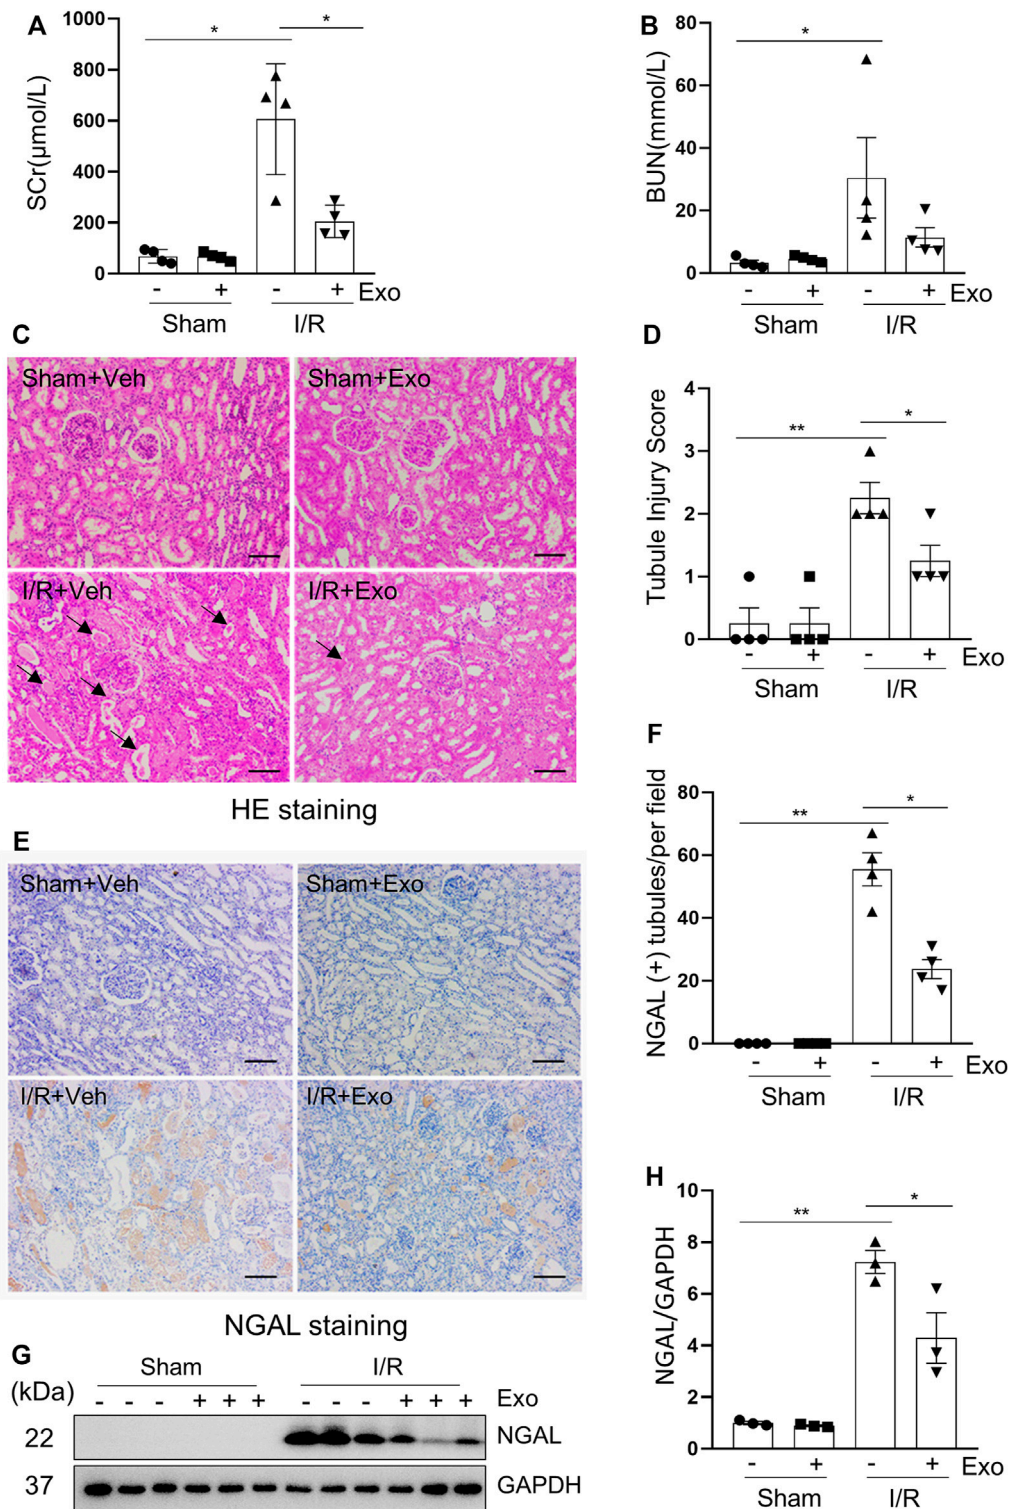 A
SCr(μmol/L)
1000
800
600
400
200
0
*
*
- + - + Exo
Sham I/R
B
BUN(mmol/L)
80
60
40
20
0
*
- + - + Exo
Sham I/R
C
Sham+Veh
Sham+Exo
I/R+Veh
I/R+Exo
HE staining
D
Tubule Injury Score
4
3
2
1
0
**
*
- + - + Exo
Sham I/R
E
Sham+Veh
Sham+Exo
I/R+Veh
I/R+Exo
NGAL staining
F
NGAL (+) tubules/per field
80
60
40
20
0
**
*
- + - + Exo
Sham I/R
G
Sham I/R
(kDa)
- - - + + + - - - + + + Exo
22 NGAL
37 GAPDH
H
NGAL/GAPDH
10
8
6
4
2
0
**
*
- + - + Exo
Sham I/R